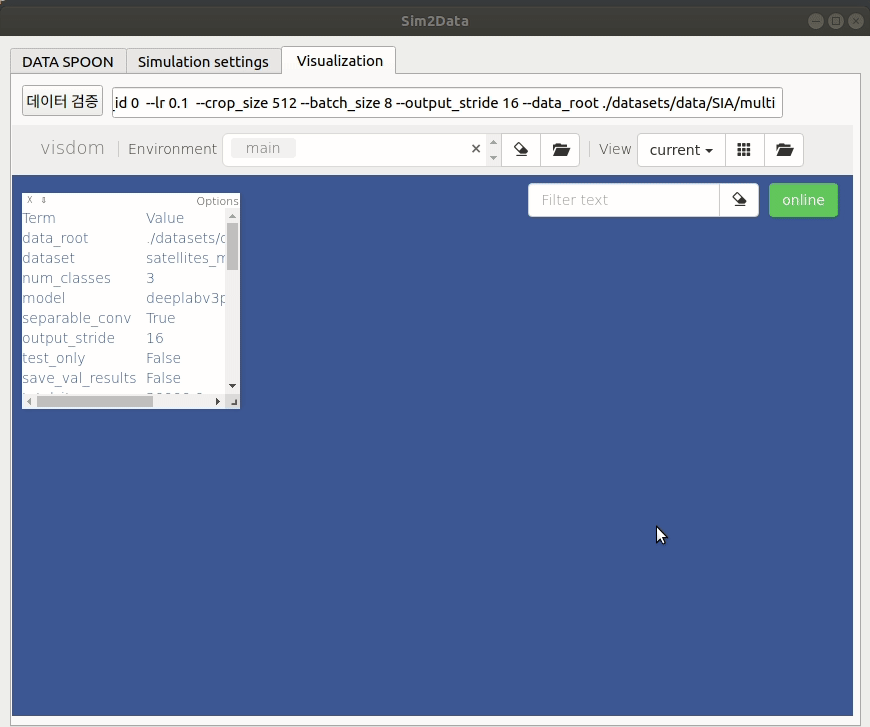 Sim2Data
DATA SPOON Simulation settings Visualization
데이터 검증 _id 0 --lr 0.1 --crop_size 512 --batch_size 8 --output_stride 16 --data_root ./datasets/data/SIA/multi
visdom Environment main View current
X Options Filter text online
Term Value
data_root ./datasets/
dataset satellites_m
num_classes 3
model deeplabv3p
separable_conv True
output_stride 16
test_only False
save_val_results False